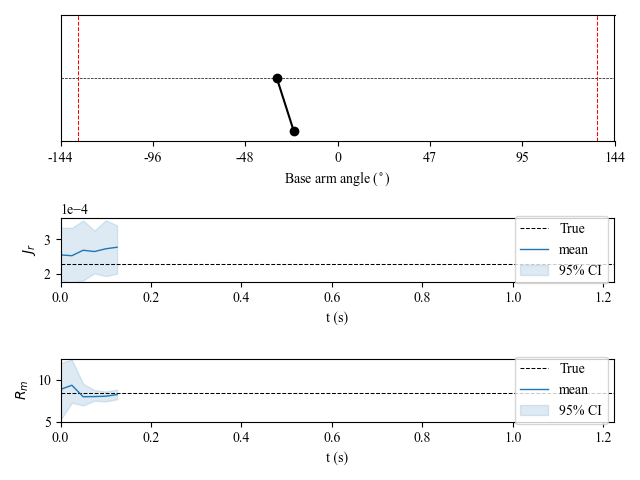 -144 -96 -48 0 47 95 144
Base arm angle (°)
1e−4
3
2
J_r
True
mean
95% CI
0.0 0.2 0.4 0.6 0.8 1.0 1.2
t (s)
10
5
R_m
True
mean
95% CI
0.0 0.2 0.4 0.6 0.8 1.0 1.2
t (s)